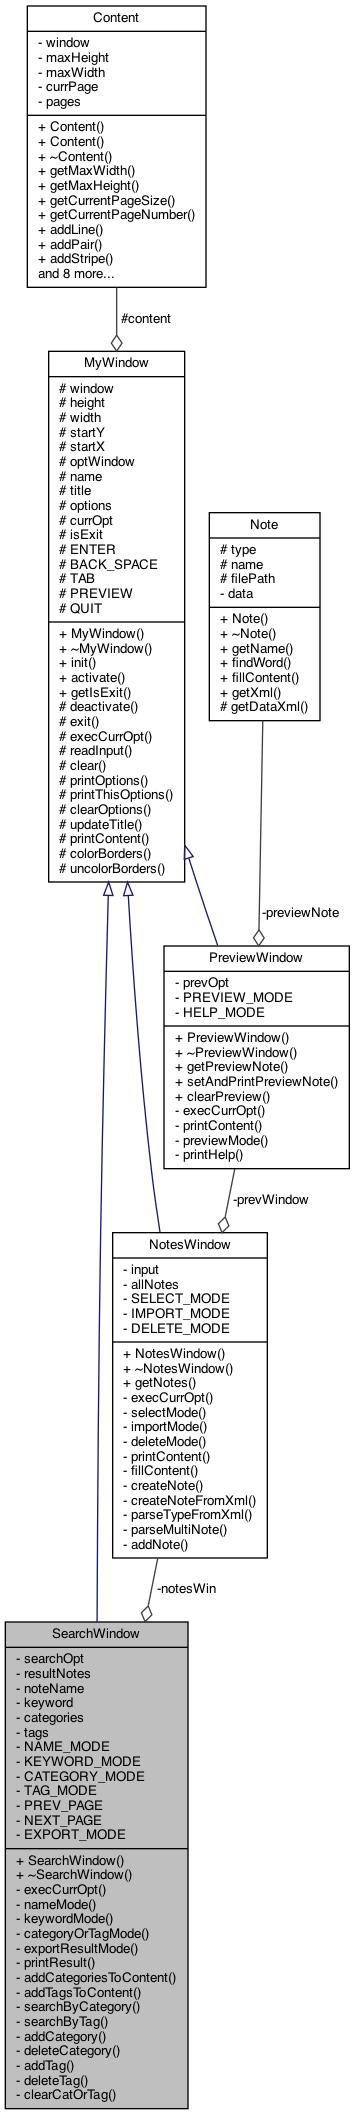 Content
- window
- maxHeight
- maxWidth
- currPage
- pages
+ Content()
+ Content()
+ ~Content()
+ getMaxWidth()
+ getMaxHeight()
+ getCurrentPageSize()
+ getCurrentPageNumber()
+ addLine()
+ addPair()
+ addStripe()
and 8 more...
#content
MyWindow
# window
# height
# width
# startY
# startX
# optWindow
# name
# title
# options
# currOpt
# isExit
# ENTER
# BACK_SPACE
# TAB
# PREVIEW
# QUIT
+ MyWindow()
+ ~MyWindow()
+ init()
+ activate()
+ getIsExit()
# deactivate()
# exit()
# execCurrOpt()
# readInput()
# clear()
# printOptions()
# printThisOptions()
# clearOptions()
# updateTitle()
# printContent()
# colorBorders()
# uncolorBorders()
Note
# type
# name
# filePath
- data
+ Note()
+ ~Note()
+ getName()
+ findWord()
+ fillContent()
+ getXml()
# getDataXml()
-previewNote
PreviewWindow
- prevOpt
- PREVIEW_MODE
- HELP_MODE
+ PreviewWindow()
+ ~PreviewWindow()
+ getPreviewNote()
+ setAndPrintPreviewNote()
+ clearPreview()
- execCurrOpt()
- printContent()
- previewMode()
- printHelp()
-prevWindow
NotesWindow
- input
- allNotes
- SELECT_MODE
- IMPORT_MODE
- DELETE_MODE
+ NotesWindow()
+ ~NotesWindow()
+ getNotes()
- execCurrOpt()
- selectMode()
- importMode()
- deleteMode()
- printContent()
- fillContent()
- createNote()
- createNoteFromXml()
- parseTypeFromXml()
- parseMultiNote()
- addNote()
-notesWin
SearchWindow
- searchOpt
- resultNotes
- noteName
- keyword
- categories
- tags
- NAME_MODE
- KEYWORD_MODE
- CATEGORY_MODE
- TAG_MODE
- PREV_PAGE
- NEXT_PAGE
- EXPORT_MODE
+ SearchWindow()
+ ~SearchWindow()
- execCurrOpt()
- nameMode()
- keywordMode()
- categoryOrTagMode()
- exportResultMode()
- printResult()
- addCategoriesToContent()
- addTagsToContent()
- searchByCategory()
- searchByTag()
- addCategory()
- deleteCategory()
- addTag()
- deleteTag()
- clearCatOrTag()